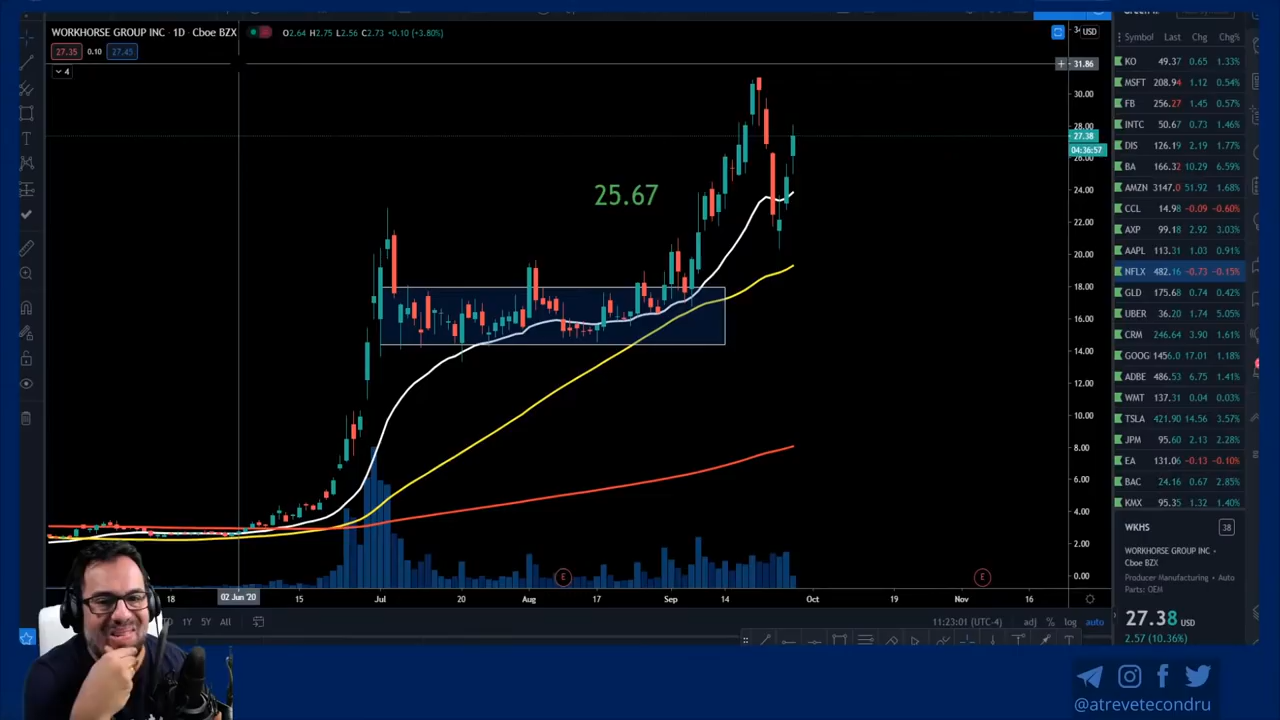 WORKHORSE GROUP INC · 1D · Cboe BZX
O2.64 H2.75 L2.56 C2.73 +0.10 (+3.80%)
27.35 0.10 27.45
4
USD
31.86
30.00
28.00
27.38
04:36:57
26.00
24.00
22.00
20.00
18.00
16.00
14.00
12.00
10.00
8.00
6.00
4.00
2.00
0.00
25.67
E
E
18
02 Jun '20
15
Jul
20
Aug
17
Sep
14
Oct
19
Nov
16
1Y 5Y All
11:23:01 (UTC-4)
adj % log auto
Symbol Last Chg Chg%
KO 49.37 0.65 1.33%
MSFT 208.94 1.12 0.54%
FB 256.27 1.45 0.57%
INTC 50.67 0.73 1.46%
DIS 126.19 2.19 1.77%
BA 166.32 10.29 6.59%
AMZN 3147.0 51.92 1.68%
CCL 14.98 -0.09 -0.60%
AXP 99.18 2.92 3.03%
AAPL 113.31 1.03 0.91%
NFLX 482.16 -0.73 -0.15%
GLD 175.68 0.74 0.42%
UBER 36.20 1.74 5.05%
CRM 246.64 3.90 1.61%
GOOG 1456.0 17.01 1.18%
ADBE 486.53 6.75 1.41%
WMT 137.31 0.04 0.03%
TSLA 421.90 14.56 3.57%
JPM 95.60 2.13 2.28%
EA 131.06 -0.13 -0.10%
BAC 24.16 0.67 2.85%
KMX 95.35 1.32 1.40%
WKHS 38
WORKHORSE GROUP INC ·
Cboe BZX
Producer Manufacturing · Auto
Parts: OEM
27.38 USD
2.57 (10.36%)
@atrevetecondru